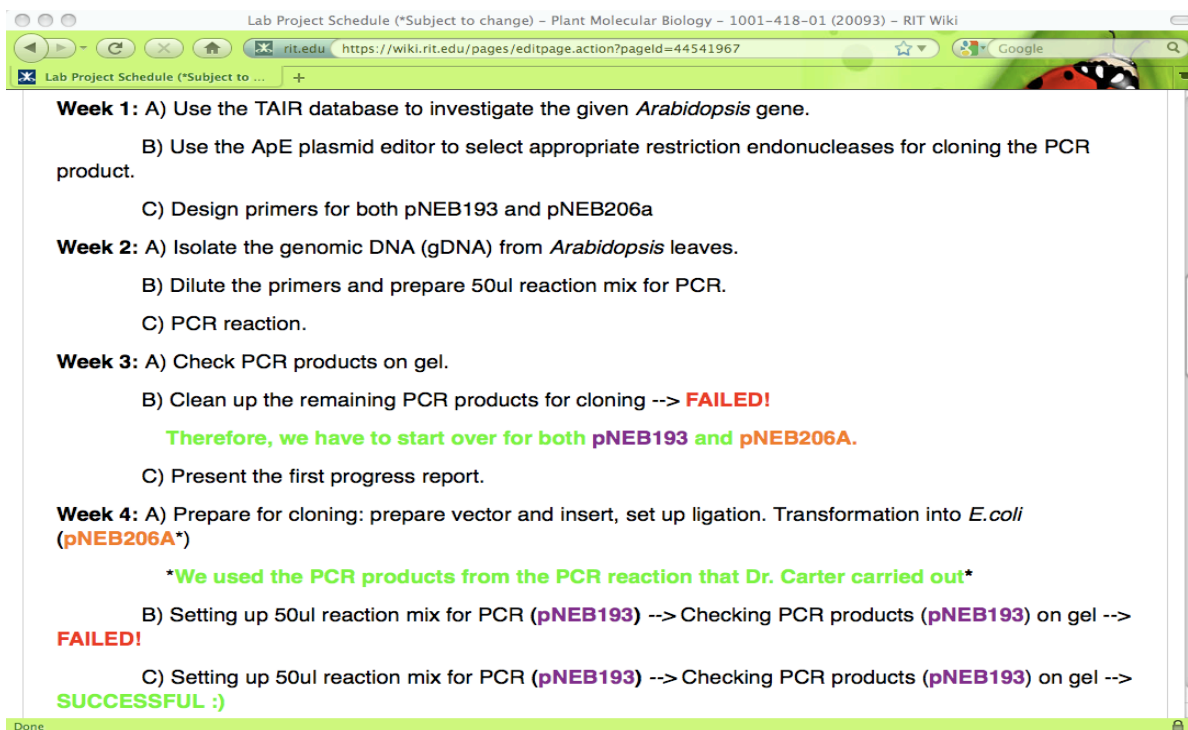 Lab Project Schedule (*Subject to change) – Plant Molecular Biology – 1001–418–01 (20093) – RIT Wiki
rit.edu https://wiki.rit.edu/pages/editpage.action?pageId=44541967 Google
Lab Project Schedule (*Subject to ... +
Week 1: A) Use the TAIR database to investigate the given Arabidopsis gene.
B) Use the ApE plasmid editor to select appropriate restriction endonucleases for cloning the PCR
product.
C) Design primers for both pNEB193 and pNEB206a
Week 2: A) Isolate the genomic DNA (gDNA) from Arabidopsis leaves.
B) Dilute the primers and prepare 50ul reaction mix for PCR.
C) PCR reaction.
Week 3: A) Check PCR products on gel.
B) Clean up the remaining PCR products for cloning --> FAILED!
Therefore, we have to start over for both pNEB193 and pNEB206A.
C) Present the first progress report.
Week 4: A) Prepare for cloning: prepare vector and insert, set up ligation. Transformation into E.coli
(pNEB206A*)
*We used the PCR products from the PCR reaction that Dr. Carter carried out*
B) Setting up 50ul reaction mix for PCR (pNEB193) --> Checking PCR products (pNEB193) on gel -->
FAILED!
C) Setting up 50ul reaction mix for PCR (pNEB193) --> Checking PCR products (pNEB193) on gel -->
SUCCESSFUL :)
Done